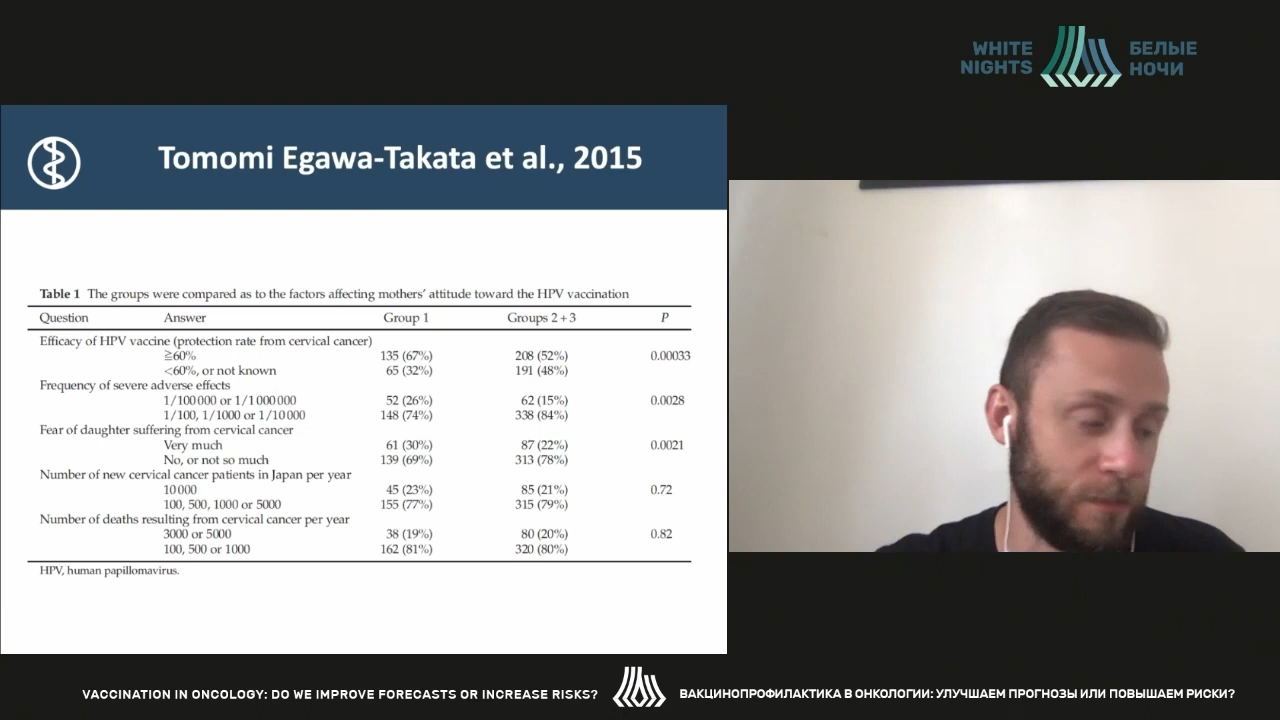 WHITE NIGHTS
БЕЛЫЕ НОЧИ
Tomomi Egawa-Takata et al., 2015
Table 1 The groups were compared as to the factors affecting mothers' attitude toward the HPV vaccination
Question Answer Group 1 Groups 2 + 3 P
Efficacy of HPV vaccine (protection rate from cervical cancer)
≧60% 135 (67%) 208 (52%) 0.00033
<60%, or not known 65 (32%) 191 (48%)
Frequency of severe adverse effects
1/100 000 or 1/1 000 000 52 (26%) 62 (15%) 0.0028
1/100, 1/1000 or 1/10 000 148 (74%) 338 (84%)
Fear of daughter suffering from cervical cancer
Very much 61 (30%) 87 (22%) 0.0021
No, or not so much 139 (69%) 313 (78%)
Number of new cervical cancer patients in Japan per year
10 000 45 (23%) 85 (21%) 0.72
100, 500, 1000 or 5000 155 (77%) 315 (79%)
Number of deaths resulting from cervical cancer per year
3000 or 5000 38 (19%) 80 (20%) 0.82
100, 500 or 1000 162 (81%) 320 (80%)
HPV, human papillomavirus.
VACCINATION IN ONCOLOGY: DO WE IMPROVE FORECASTS OR INCREASE RISKS?
ВАКЦИНОПРОФИЛАКТИКА В ОНКОЛОГИИ: УЛУЧШАЕМ ПРОГНОЗЫ ИЛИ ПОВЫШАЕМ РИСКИ?